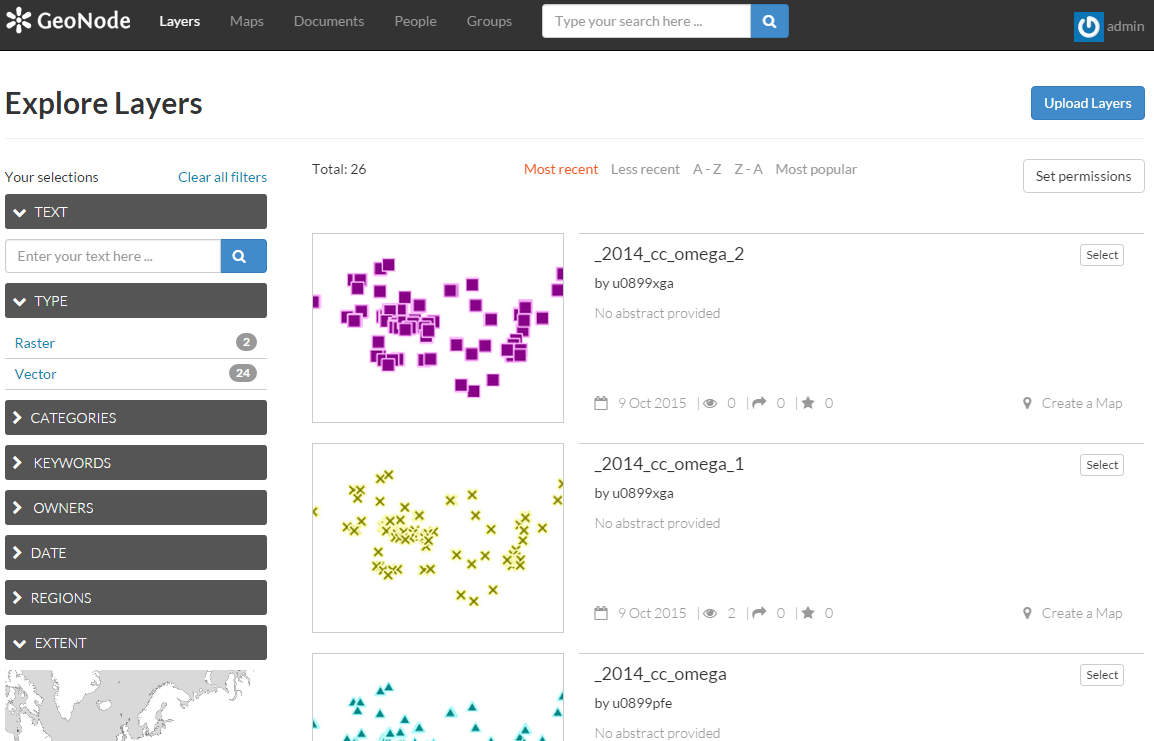 GeoNode Layers Maps Documents People Groups Type your search here ... admin
Explore Layers Upload Layers
Your selections Clear all filters
TEXT
Enter your text here ...
TYPE
Raster 2
Vector 24
CATEGORIES
KEYWORDS
OWNERS
DATE
REGIONS
EXTENT
Total: 26 Most recent Less recent A - Z Z - A Most popular Set permissions
_2014_cc_omega_2 Select
by u0899xga
No abstract provided
9 Oct 2015 | 0 | 0 | 0 Create a Map
_2014_cc_omega_1 Select
by u0899xga
No abstract provided
9 Oct 2015 | 2 | 0 | 0 Create a Map
_2014_cc_omega Select
by u0899pfe
No abstract provided